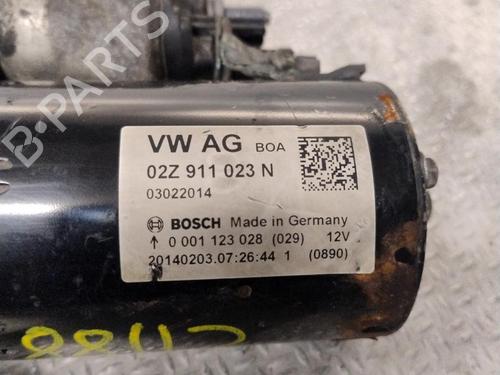 B-PARTS
VW AG BOA
02Z 911 023 N
03022014
BOSCH Made in Germany
↑ 0 001 123 028 (029) 12V
20140203.07:26:44 1 (0890)